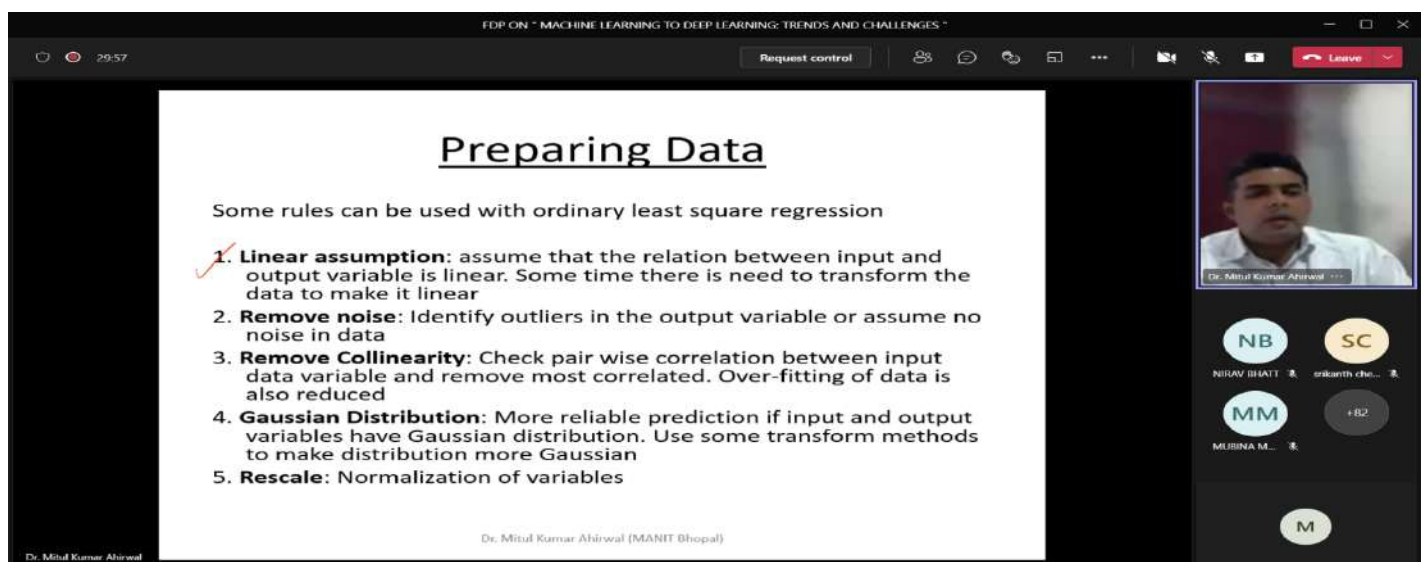 FDP ON " MACHINE LEARNING TO DEEP LEARNING: TRENDS AND CHALLENGES "
29:57
Request control
Leave
Preparing Data
Some rules can be used with ordinary least square regression
1. Linear assumption: assume that the relation between input and
output variable is linear. Some time there is need to transform the
data to make it linear
2. Remove noise: Identify outliers in the output variable or assume no
noise in data
3. Remove Collinearity: Check pair wise correlation between input
data variable and remove most correlated. Over-fitting of data is
also reduced
4. Gaussian Distribution: More reliable prediction if input and output
variables have Gaussian distribution. Use some transform methods
to make distribution more Gaussian
5. Rescale: Normalization of variables
Dr. Mitul Kumar Ahirwal (MANIT Bhopal)
Dr. Mitul Kumar Ahirwal
Dr. Mitul Kumar Ahirwal ...
NB
SC
NIRAV BHATT
srikanth che...
MM
+82
MUBINA M...
M